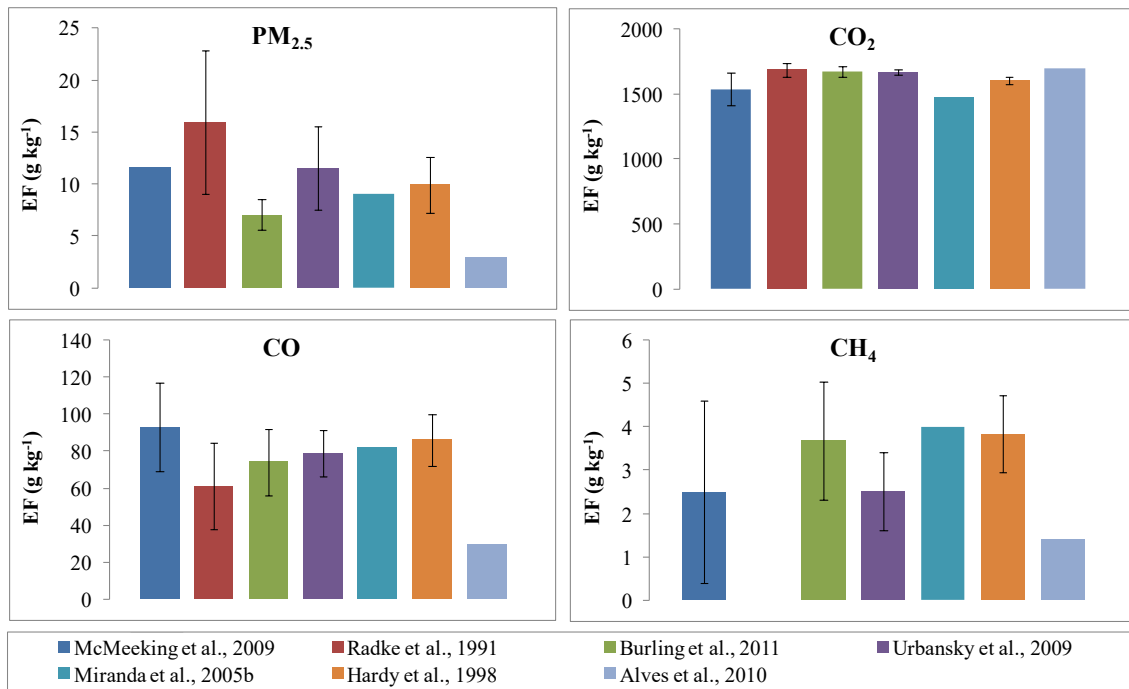 PM2.5
EF (g kg-1)
25
20
15
10
5
0
CO2
EF (g kg-1)
2000
1500
1000
500
0
CO
EF (g kg-1)
140
120
100
80
60
40
20
0
CH4
EF (g kg-1)
6
5
4
3
2
1
0
McMeeking et al., 2009 Radke et al., 1991 Burling et al., 2011 Urbansky et al., 2009
Miranda et al., 2005b Hardy et al., 1998 Alves et al., 2010